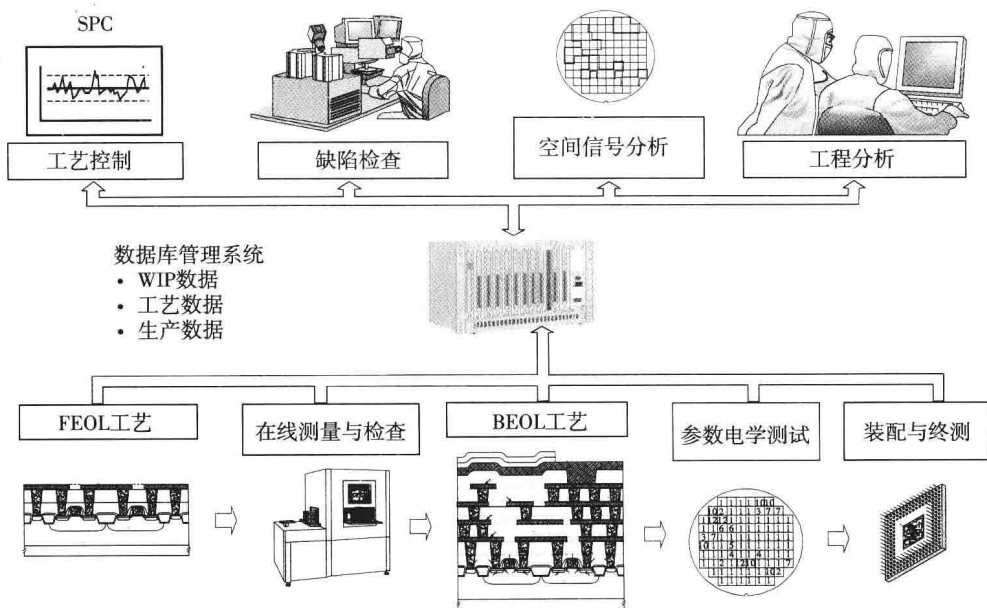 SPC
工艺控制
缺陷检查
空间信号分析
工程分析
数据库管理系统
• WIP数据
• 工艺数据
• 生产数据
FEOL工艺
在线测量与检查
BEOL工艺
参数电学测试
装配与终测